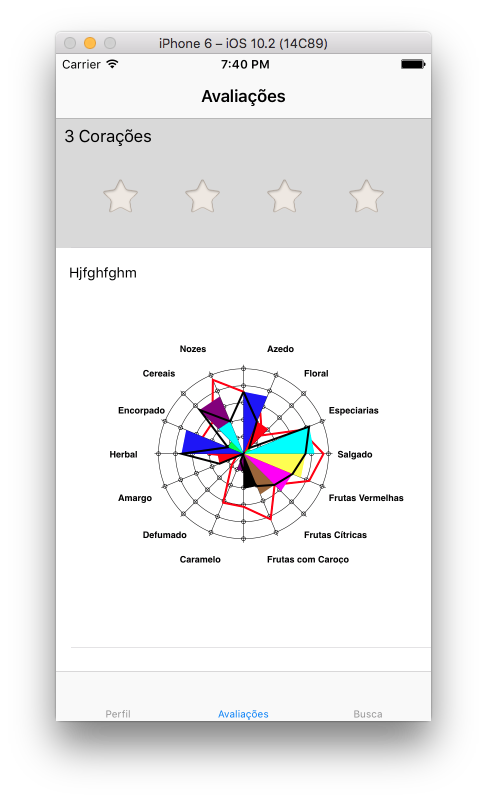 iPhone 6 – iOS 10.2 (14C89)
Carrier 7:40 PM
Avaliações
3 Corações
Hjfghfghm
Nozes Azedo
Cereais Floral
Encorpado Especiarias
Herbal Salgado
Amargo Frutas Vermelhas
Defumado Frutas Cítricas
Caramelo Frutas com Caroço
Perfil Avaliações Busca